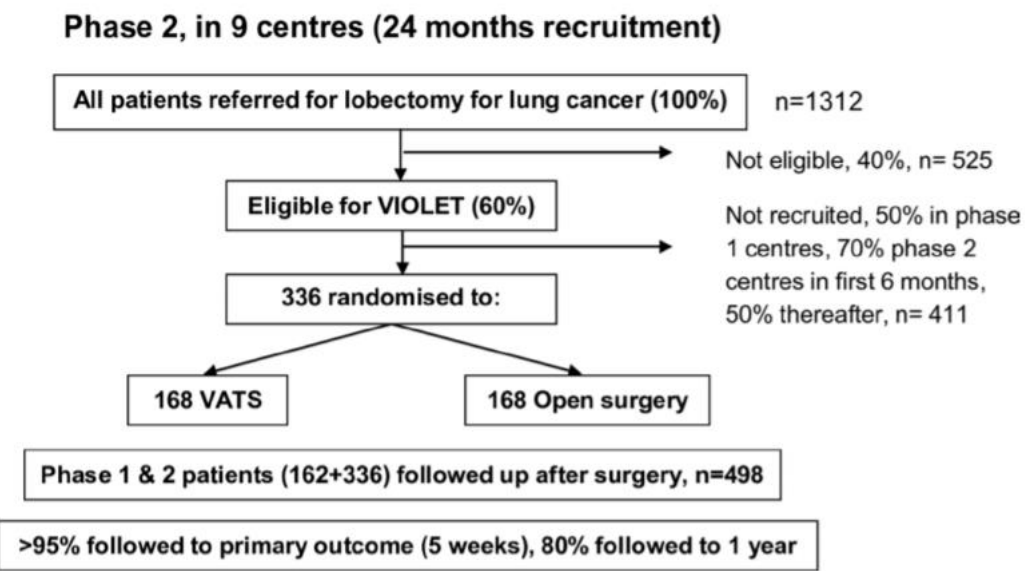 Phase 2, in 9 centres (24 months recruitment)
All patients referred for lobectomy for lung cancer (100%)
n=1312
Not eligible, 40%, n= 525
Eligible for VIOLET (60%)
Not recruited, 50% in phase
1 centres, 70% phase 2
centres in first 6 months,
50% thereafter, n= 411
336 randomised to:
168 VATS
168 Open surgery
Phase 1 & 2 patients (162+336) followed up after surgery, n=498
>95% followed to primary outcome (5 weeks), 80% followed to 1 year